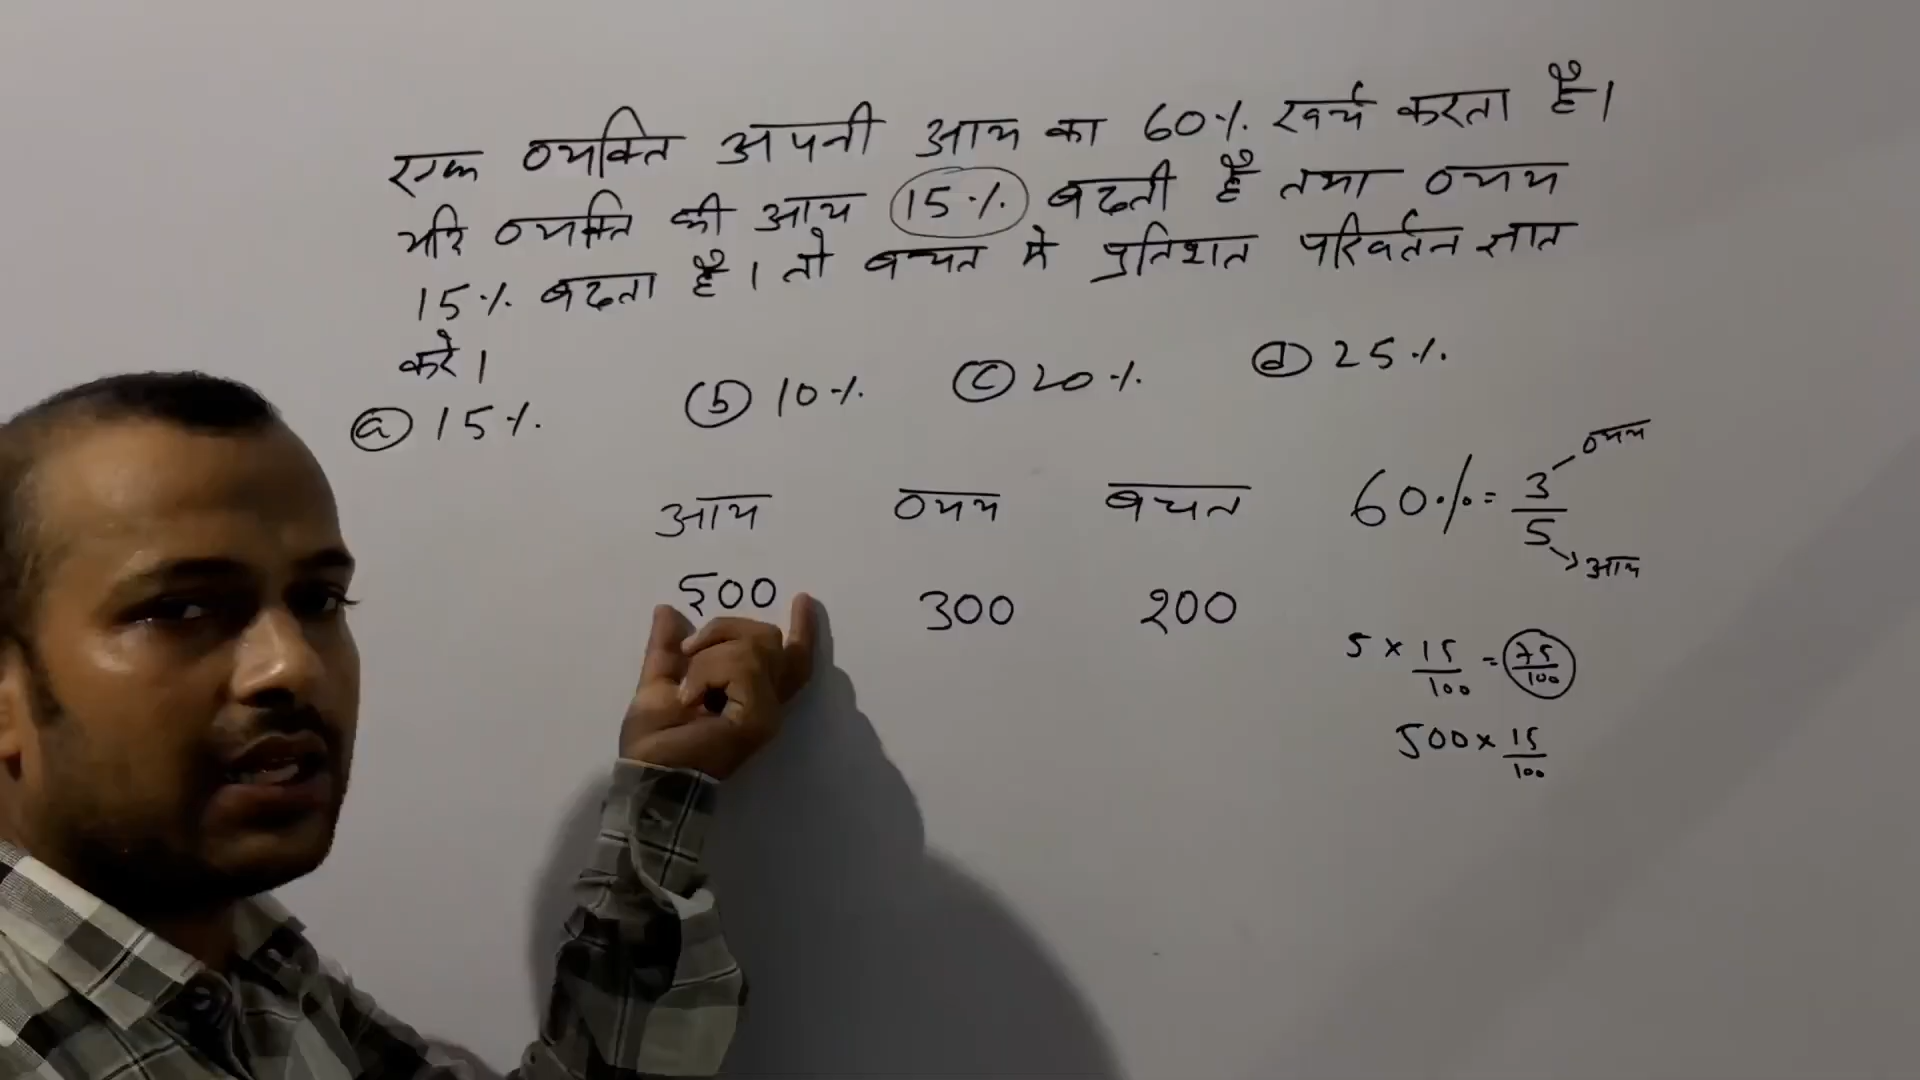 एक व्यक्ति अपनी आय का 60% खर्च करता है।
यदि व्यक्ति की आय 15% बढती है तथा व्यय
15% बढता है। तो बचत मे प्रतिशत परिवर्तन ज्ञात
करे।
(a) 15% (b) 10% (c) 20% (d) 25%
आय व्यय बचत
500 300 200
60% = 3/5
व्यय
आय
5 × 15/100 = 75/100
500 × 15/100